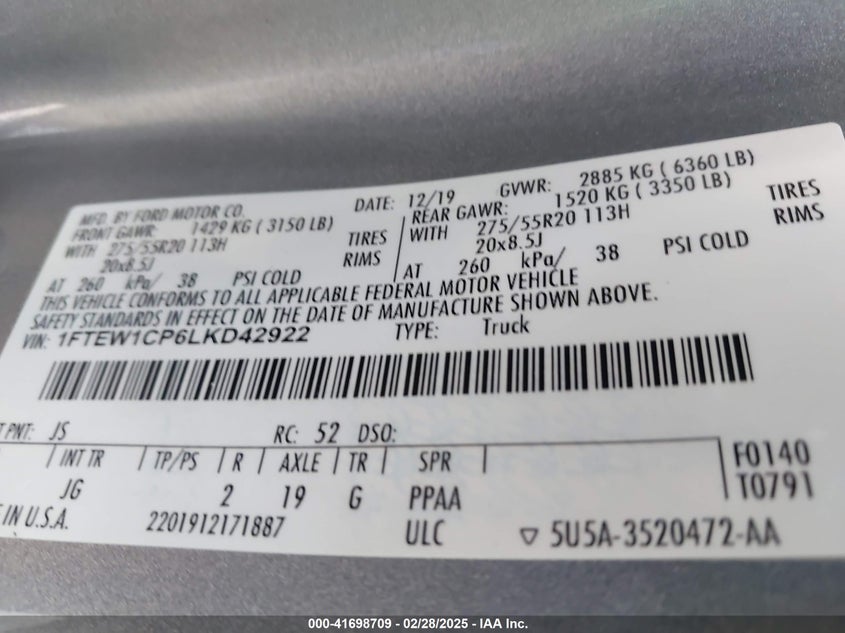 MFD. BY FORD MOTOR CO. DATE: 12/19 GVWR: 2885 KG ( 6360 LB)
FRONT GAWR: 1429 KG ( 3150 LB) REAR GAWR: 1520 KG ( 3350 LB)
WITH 275/55R20 113H TIRES WITH 275/55R20 113H TIRES
20x8.5J RIMS 20x8.5J RIMS
AT 260 kPa/ 38 PSI COLD AT 260 kPa/ 38 PSI COLD
THIS VEHICLE CONFORMS TO ALL APPLICABLE FEDERAL MOTOR VEHICLE
SAFETY STANDARDS IN EFFECT ON THE DATE OF MANUFACTURE SHOWN ABOVE.
VIN: 1FTEW1CP6LKD42922 TYPE: Truck
PNT: JS RC: 52 DSO:
INT TR TP/PS R AXLE TR SPR F0140
JG 2 19 G PPAA T0791
IN U.S.A. 2201912171887 ULC ▽ 5U5A-3520472-AA
000-41698709 - 02/28/2025 - IAA Inc.